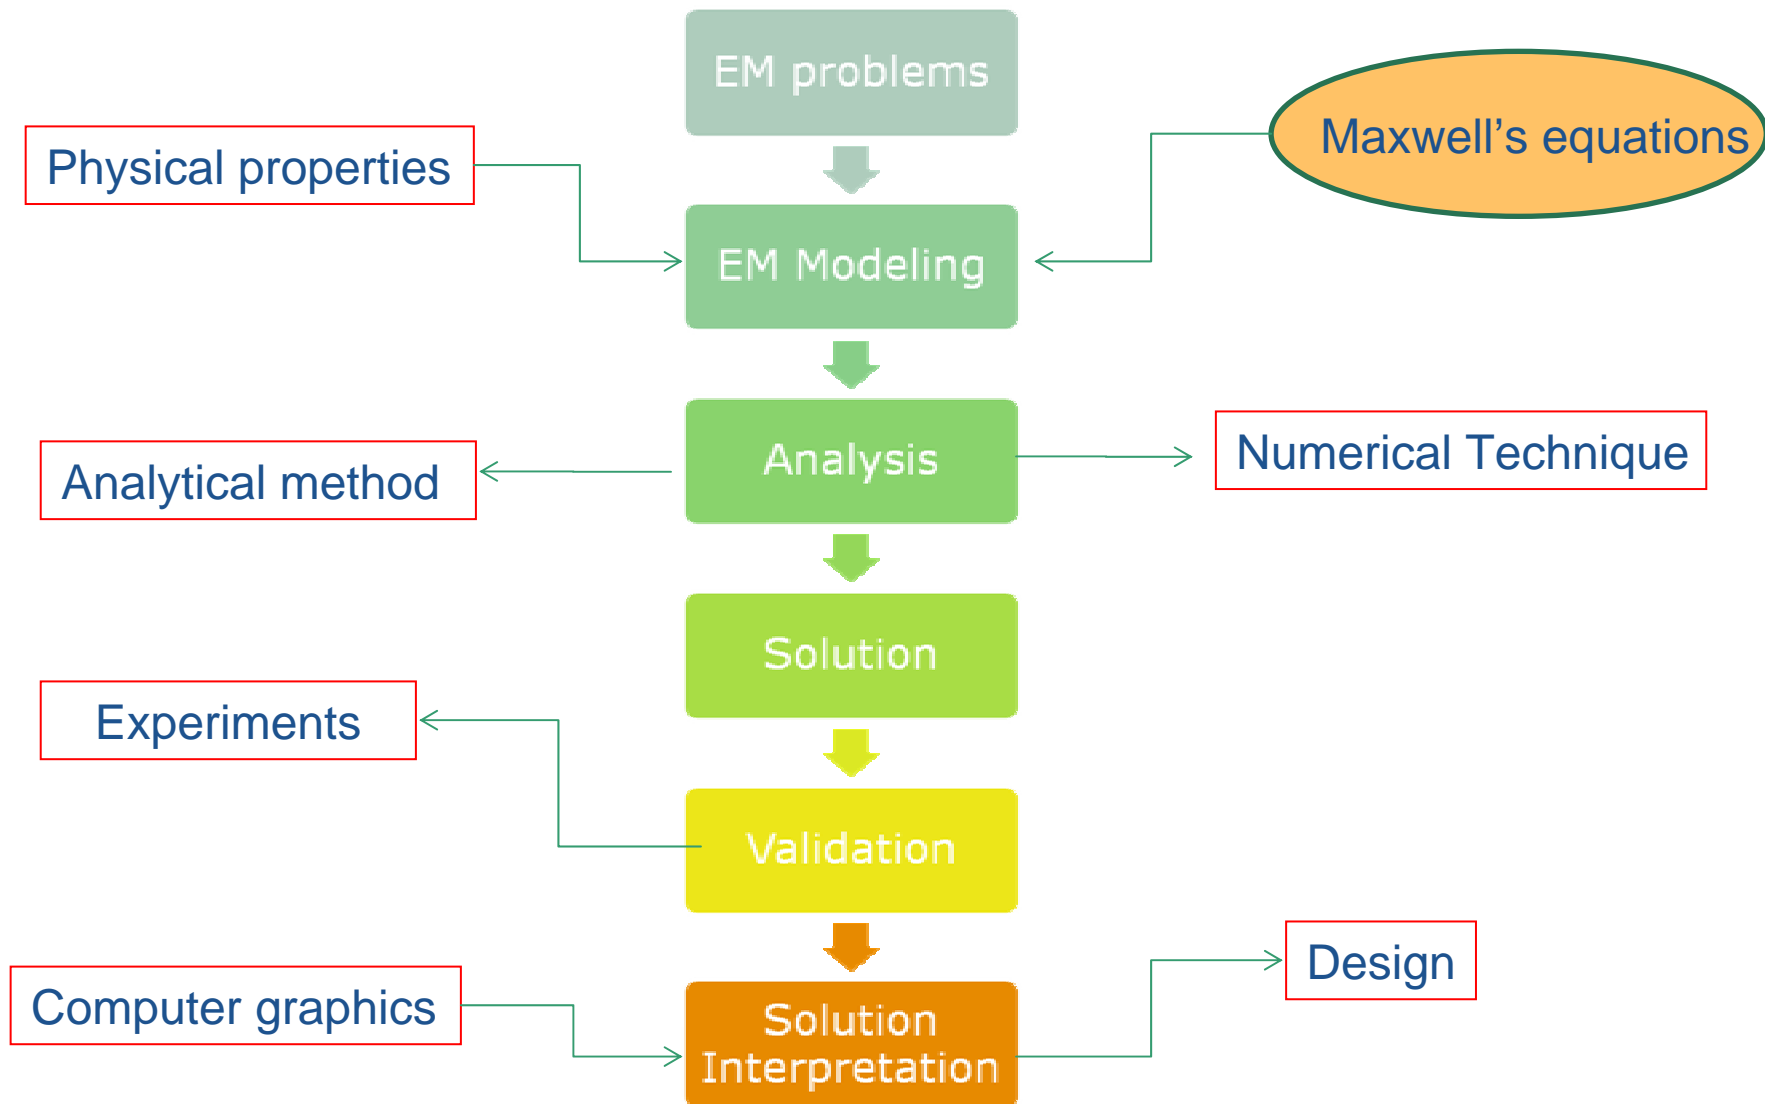 EM problems
Physical properties
Maxwell’s equations
EM Modeling
Analysis
Analytical method
Numerical Technique
Solution
Experiments
Validation
Computer graphics
Design
Solution
Interpretation